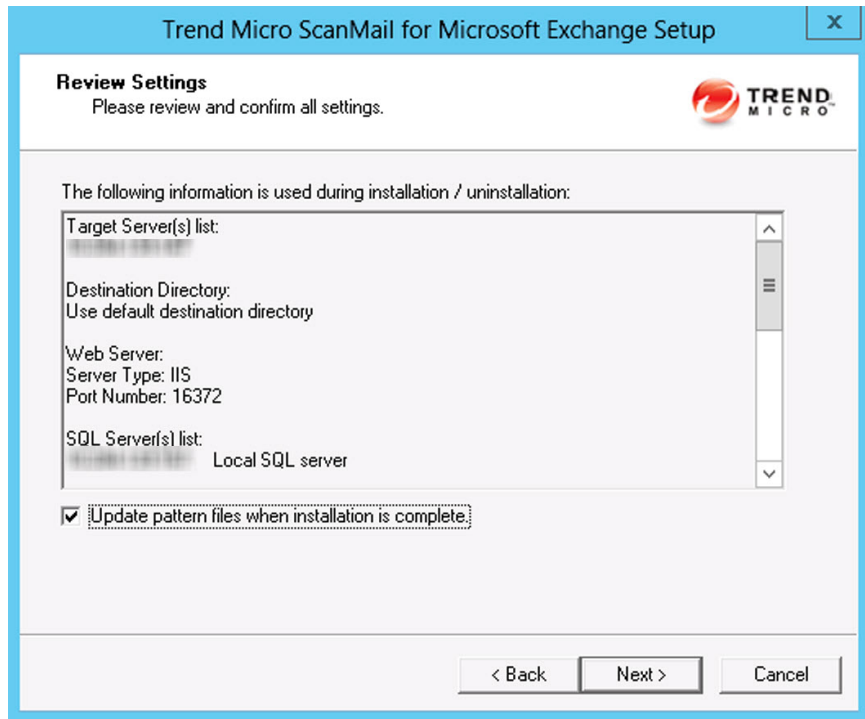 Trend Micro ScanMail for Microsoft Exchange Setup
x
Review Settings
Please review and confirm all settings.
TREND
MICRO
The following information is used during installation / uninstallation:
Target Server(s) list:
Destination Directory:
Use default destination directory
Web Server:
Server Type: IIS
Port Number: 16372
SQL Server(s) list:
Local SQL server
Update pattern files when installation is complete.
< Back Next > Cancel